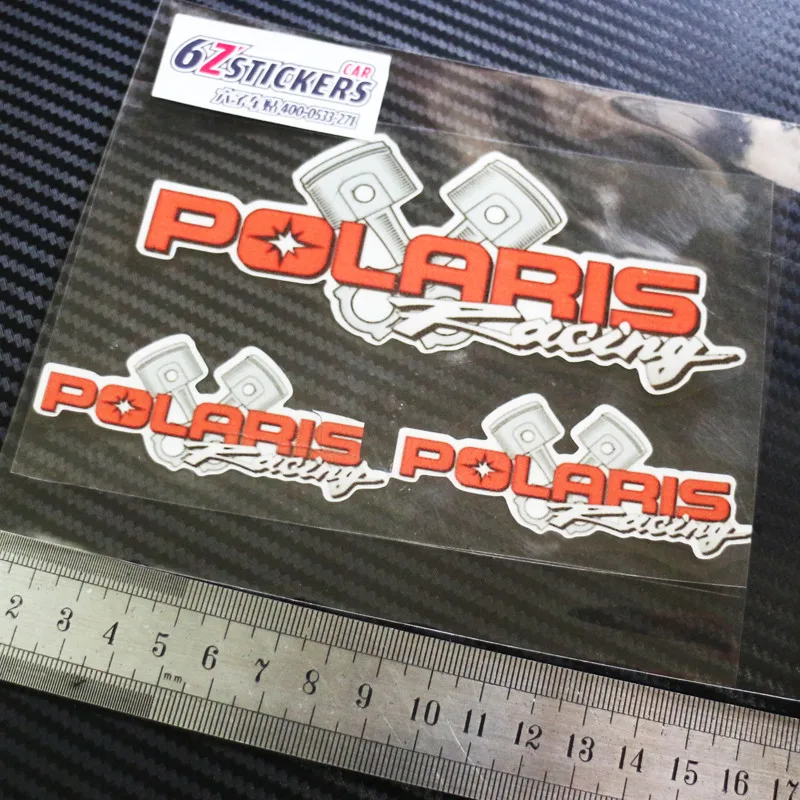 6Z'STICKERS
CAR
400-0533-271
POLARIS
Racing
POLARIS
Racing
POLARIS
Racing
2 3 4 5 6 7 8 9 10 11 12 13 14 15 16 17
mm